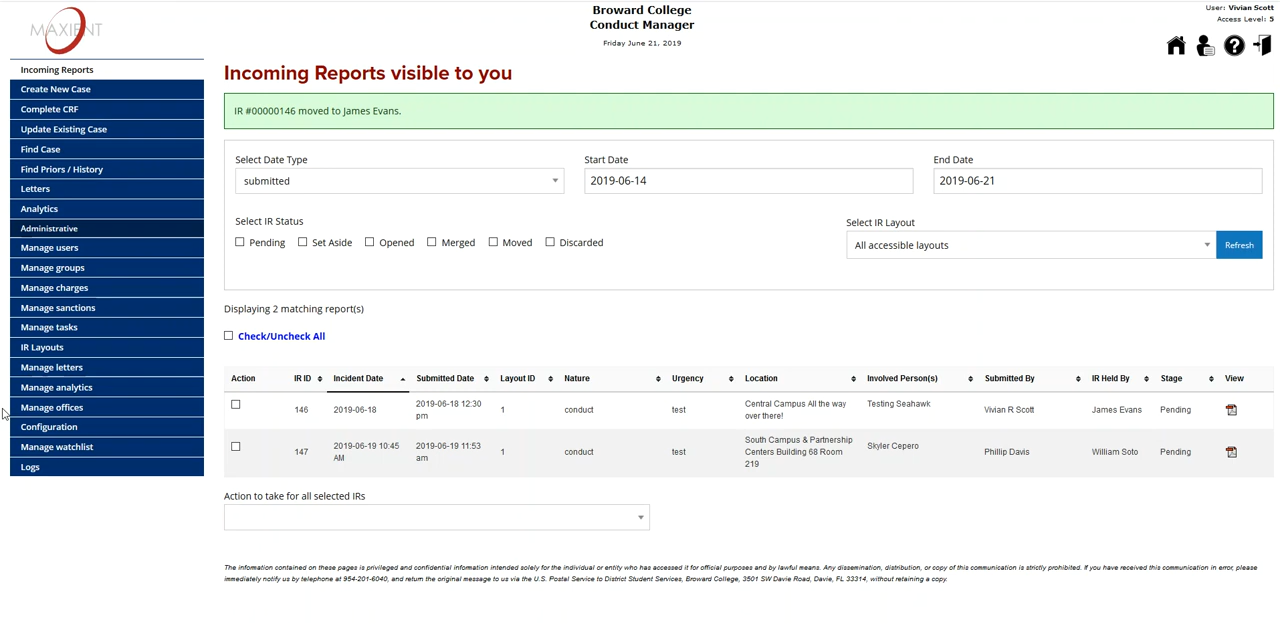 MAXIENT
Broward College
Conduct Manager
Friday June 21, 2019
User: Vivian Scott
Access Level: 5
Incoming Reports
Create New Case
Complete CRF
Update Existing Case
Find Case
Find Priors / History
Letters
Analytics
Administrative
Manage users
Manage groups
Manage charges
Manage sanctions
Manage tasks
IR Layouts
Manage letters
Manage analytics
Manage offices
Configuration
Manage watchlist
Logs
Incoming Reports visible to you
IR #00000146 moved to James Evans.
Select Date Type Start Date End Date
submitted 2019-06-14 2019-06-21
Select IR Status Select IR Layout
Pending Set Aside Opened Merged Moved Discarded All accessible layouts Refresh
Displaying 2 matching report(s)
Check/Uncheck All
Action IR ID Incident Date Submitted Date Layout ID Nature Urgency Location Involved Person(s) Submitted By IR Held By Stage View
146 2019-06-18 2019-06-18 12:30 pm 1 conduct test Central Campus All the way over there! Testing Seahawk Vivian R Scott James Evans Pending
147 2019-06-19 10:45 AM 2019-06-19 11:53 am 1 conduct test South Campus & Partnership Centers Building 68 Room 219 Skyler Cepero Phillip Davis William Soto Pending
Action to take for all selected IRs
The information contained on these pages is privileged and confidential information intended solely for the individual or entity who has accessed it for official purposes and by lawful means. Any dissemination, distribution, or copy of this communication is strictly prohibited. If you have received this communication in error, please
immediately notify us by telephone at 954-201-6040, and return the original message to us via the U.S. Postal Service to District Student Services, Broward College, 3501 SW Davie Road, Davie, FL 33314, without retaining a copy.